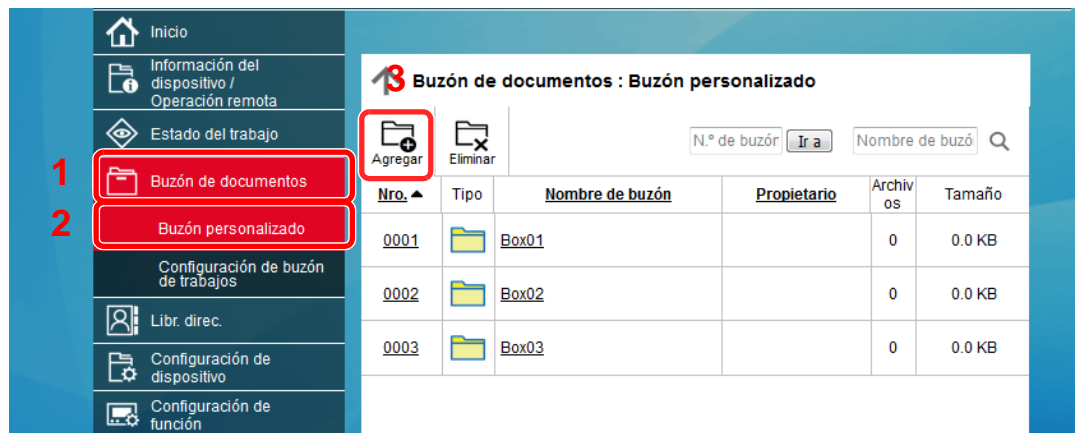 Inicio
Información del
dispositivo /
Operación remota
Estado del trabajo
1
Buzón de documentos
2
Buzón personalizado
Configuración de buzón
de trabajos
Libr. direc.
Configuración de
dispositivo
Configuración de
función
3
Buzón de documentos : Buzón personalizado
Agregar
Eliminar
N.º de buzón
Ir a
Nombre de buzó
Nro. Tipo Nombre de buzón Propietario Archiv
os Tamaño
0001 Box01 0 0.0 KB
0002 Box02 0 0.0 KB
0003 Box03 0 0.0 KB